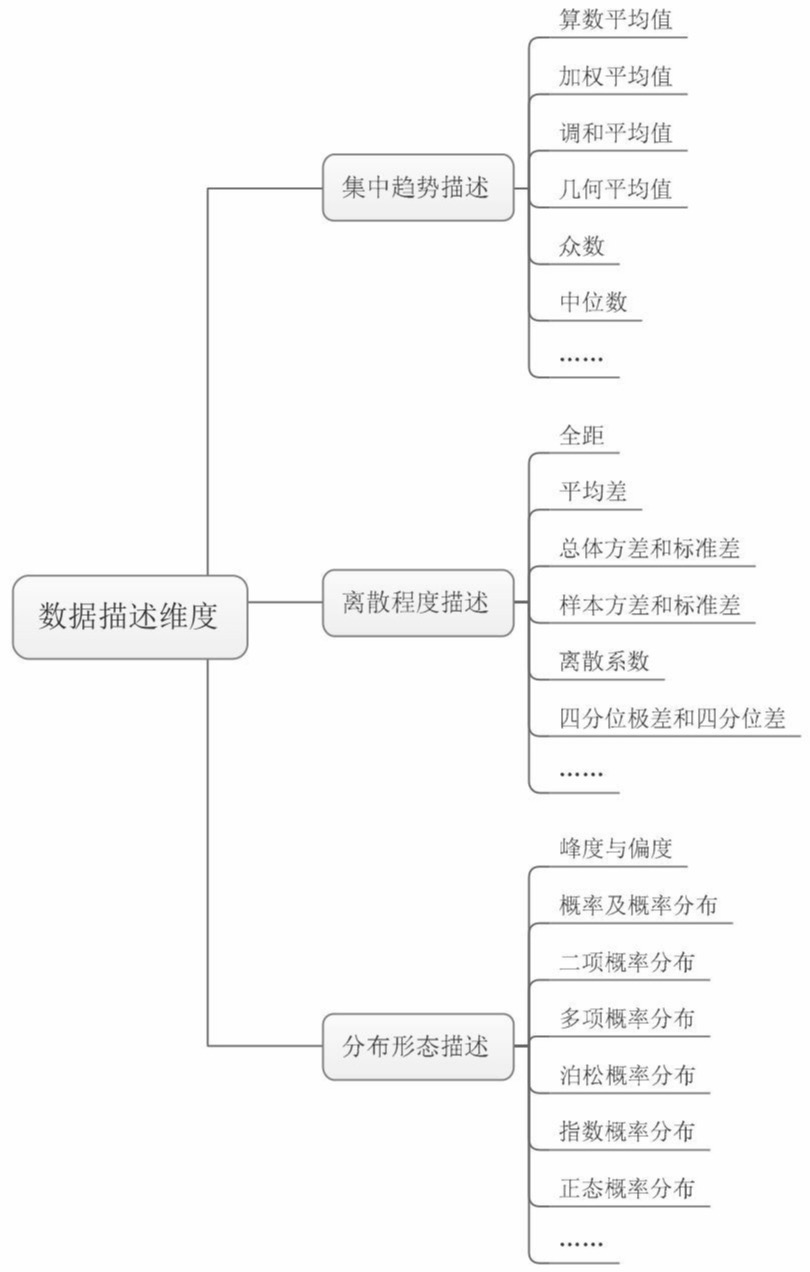 数据描述维度
集中趋势描述
算数平均值
加权平均值
调和平均值
几何平均值
众数
中位数
……
离散程度描述
全距
平均差
总体方差和标准差
样本方差和标准差
离散系数
四分位极差和四分位差
……
分布形态描述
峰度与偏度
概率及概率分布
二项概率分布
多项概率分布
泊松概率分布
指数概率分布
正态概率分布
……